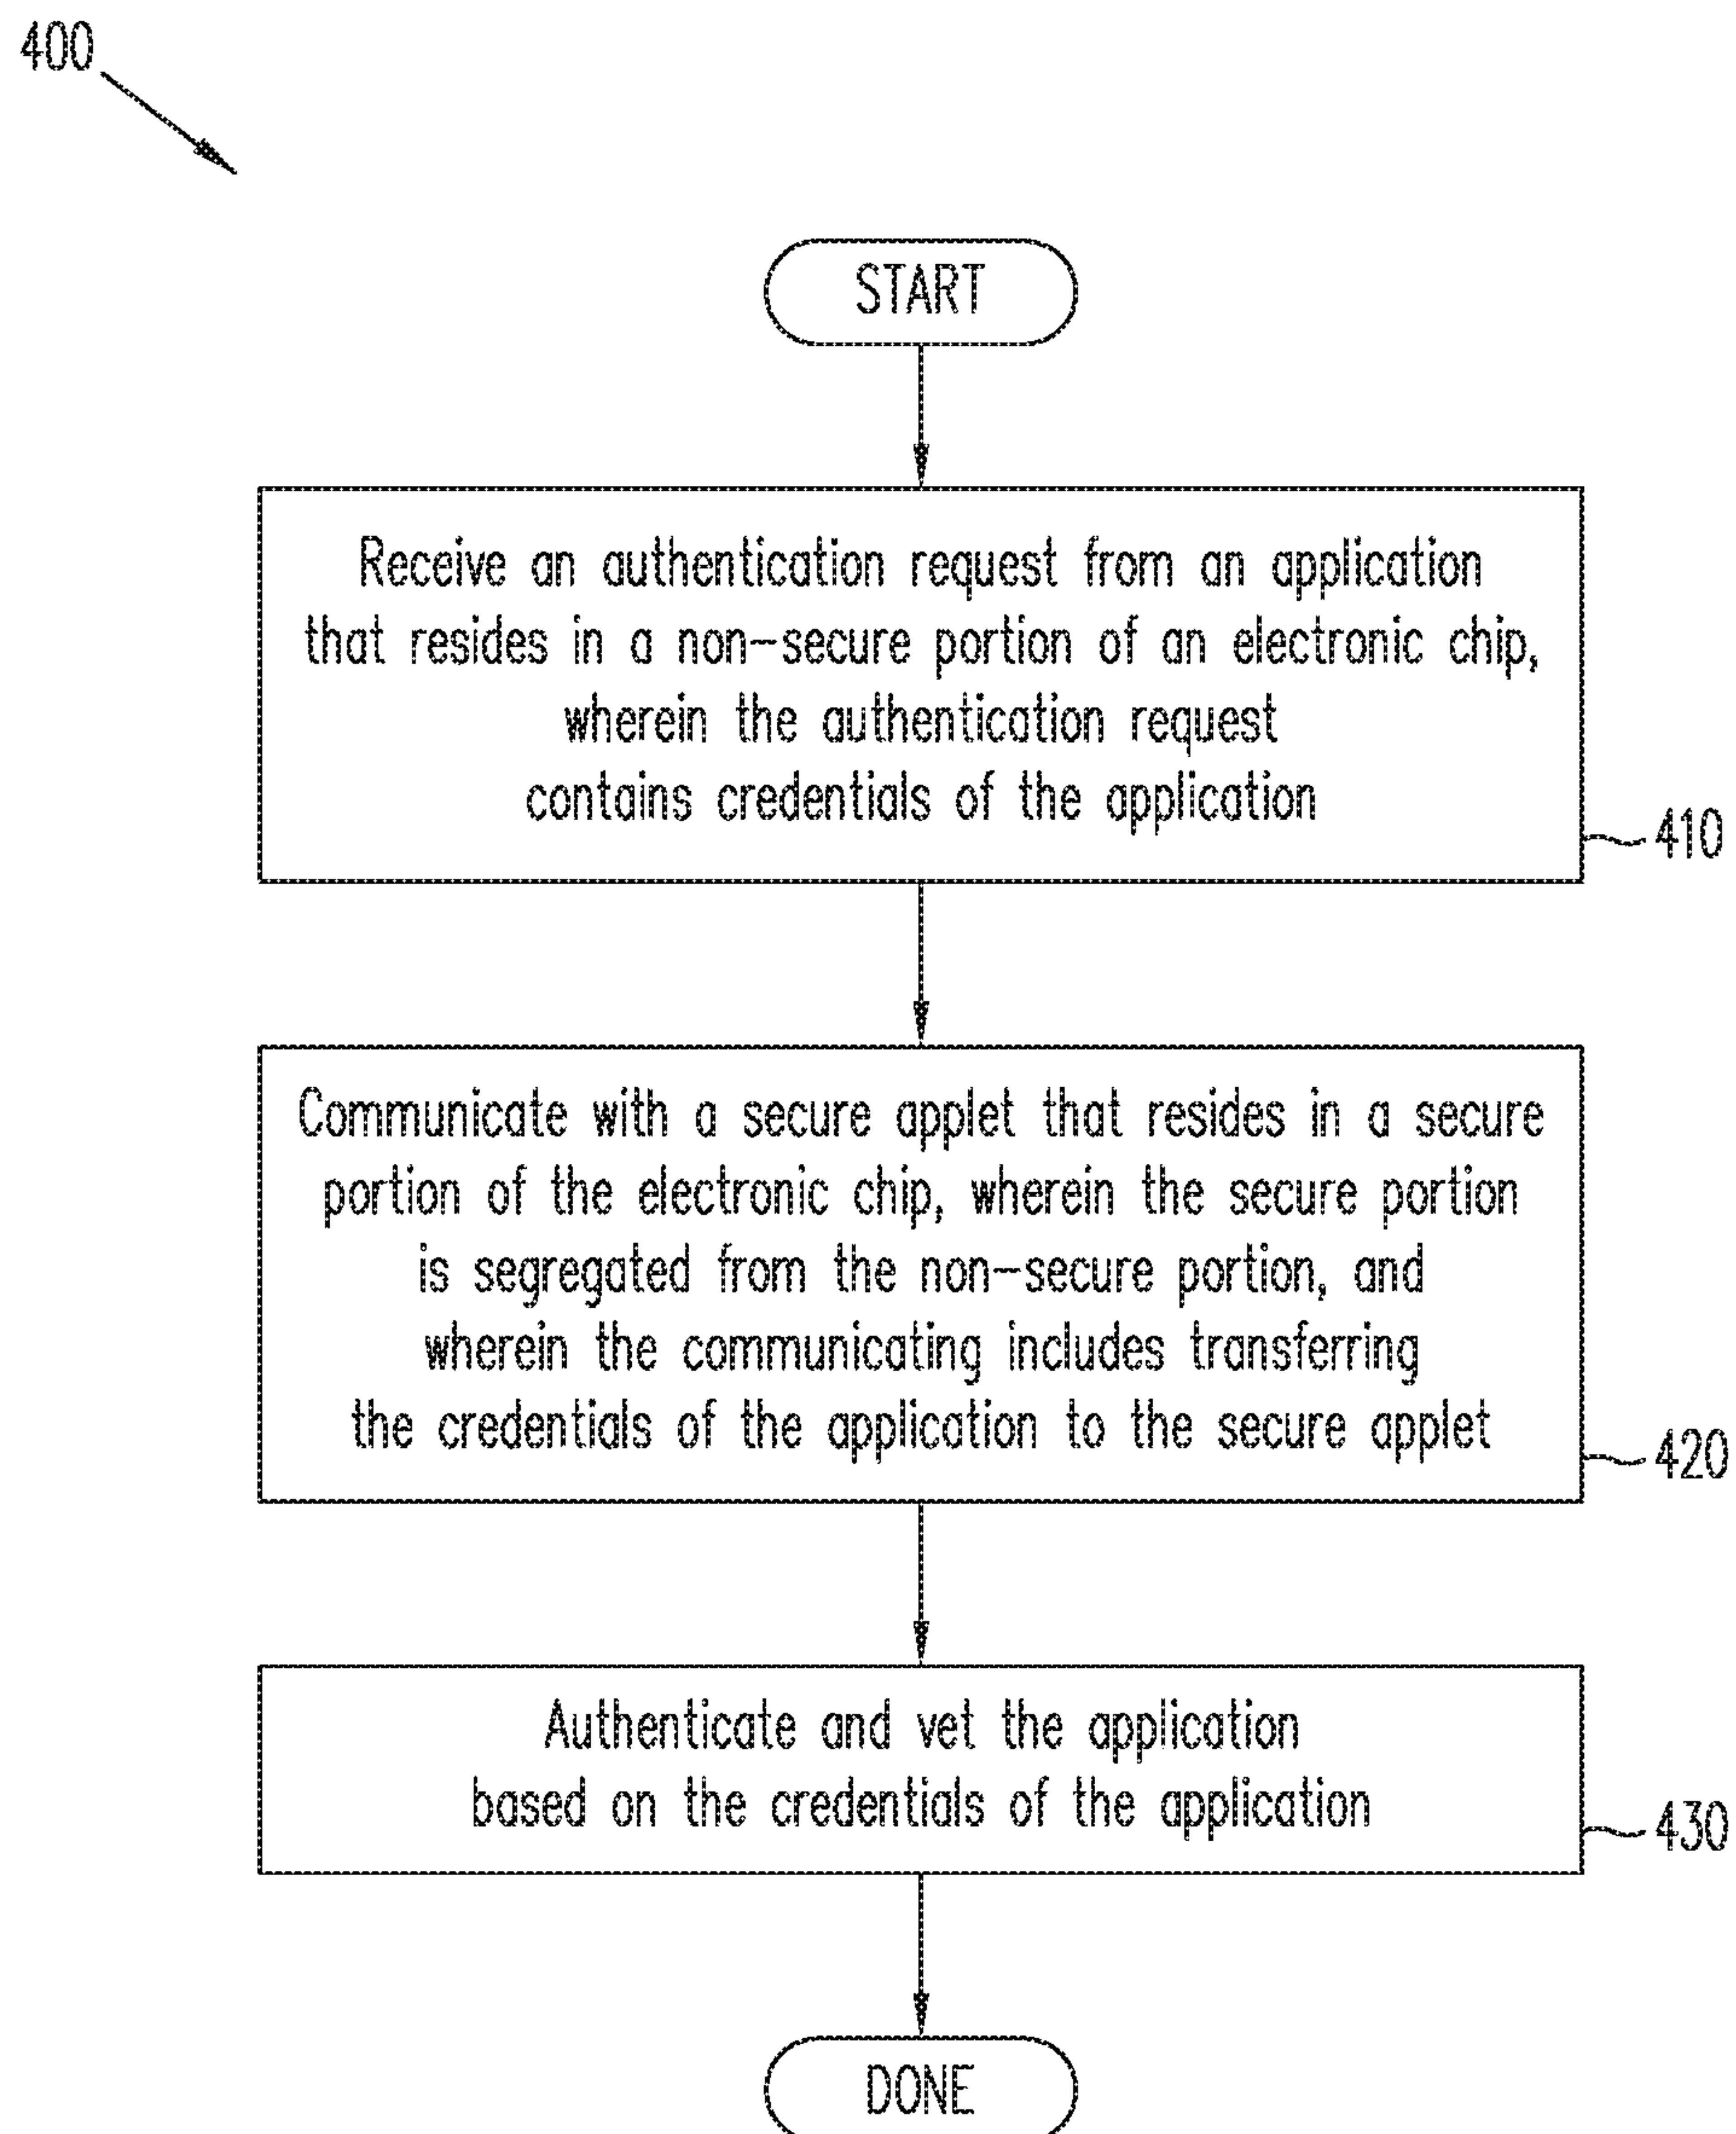 400
START
Receive an authentication request from an application
that resides in a non-secure portion of an electronic chip,
wherein the authentication request
contains credentials of the application
410
Communicate with a secure applet that resides in a secure
portion of the electronic chip, wherein the secure portion
is segregated from the non-secure portion, and
wherein the communicating includes transferring
the credentials of the application to the secure applet
420
Authenticate and vet the application
based on the credentials of the application
430
DONE